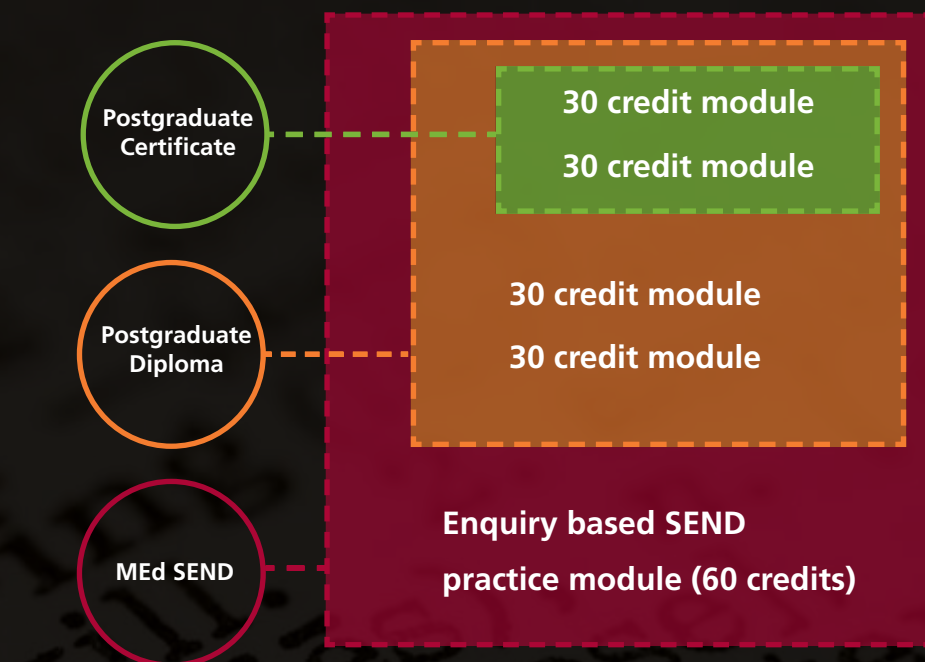 Postgraduate
Certificate
30 credit module
30 credit module
Postgraduate
Diploma
30 credit module
30 credit module
MEd SEND
Enquiry based SEND
practice module (60 credits)